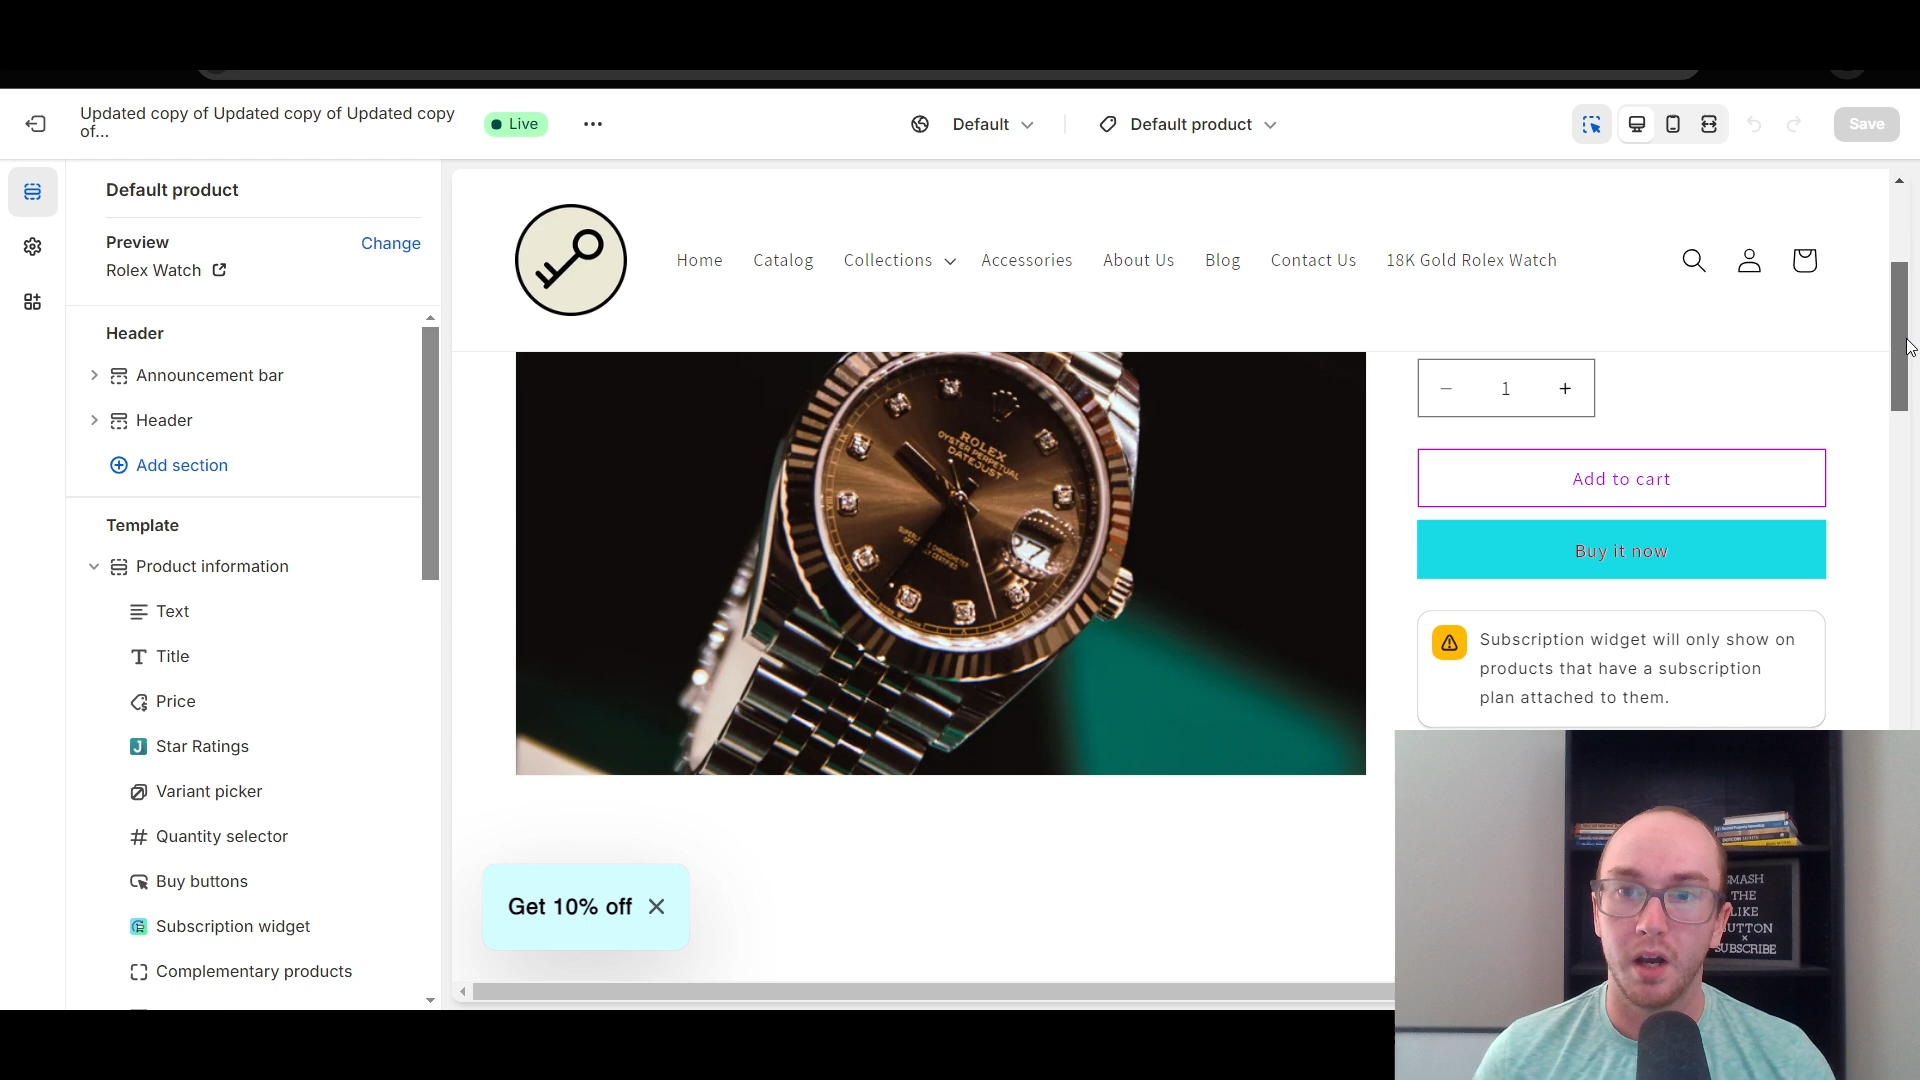 Updated copy of Updated copy of Updated copy
of...
Live
Default
Default product
Save
Default product
Preview
Change
Rolex Watch
Header
Announcement bar
Header
Add section
Template
Product information
Text
Title
Price
J Star Ratings
Variant picker
Quantity selector
Buy buttons
Subscription widget
Complementary products
Home
Catalog
Collections
Accessories
About Us
Blog
Contact Us
18K Gold Rolex Watch
ROLEX
OYSTER PERPETUAL
DATEJUST
1
Add to cart
Buy it now
Subscription widget will only show on
products that have a subscription
plan attached to them.
Get 10% off
SMASH
THE
LIKE
BUTTON
×
SUBSCRIBE